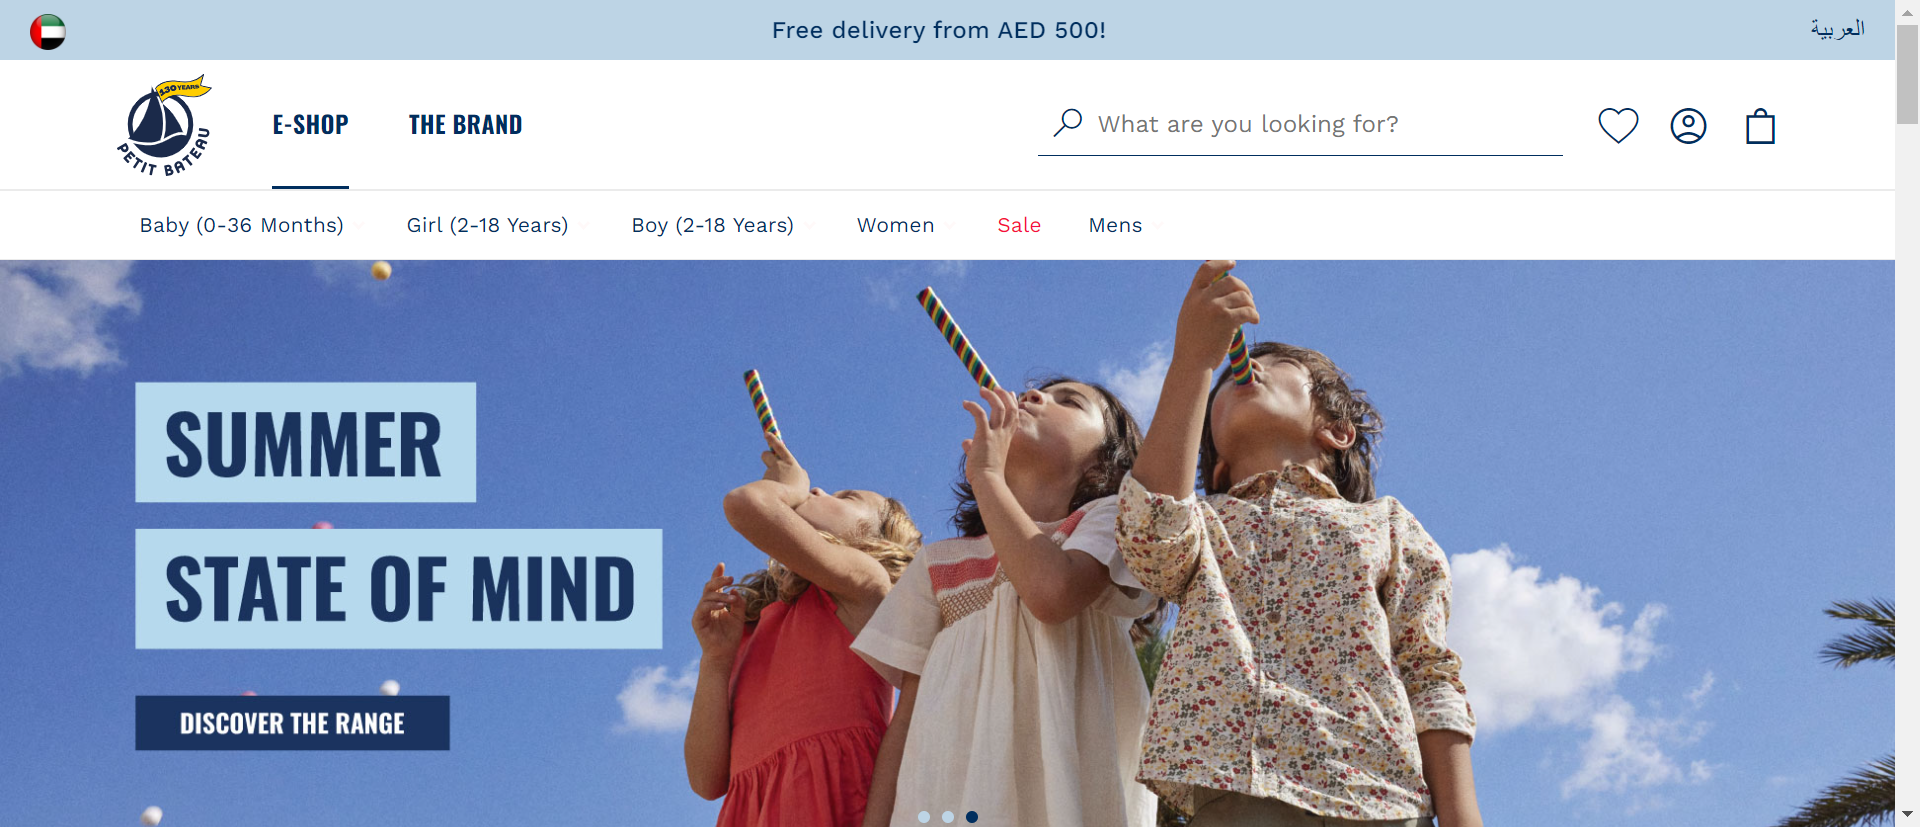 Free delivery from AED 500!
العربية
130 YEARS
PETIT BATEAU
E-SHOP
THE BRAND
What are you looking for?
Baby (0-36 Months)
Girl (2-18 Years)
Boy (2-18 Years)
Women
Sale
Mens
SUMMER
STATE OF MIND
DISCOVER THE RANGE